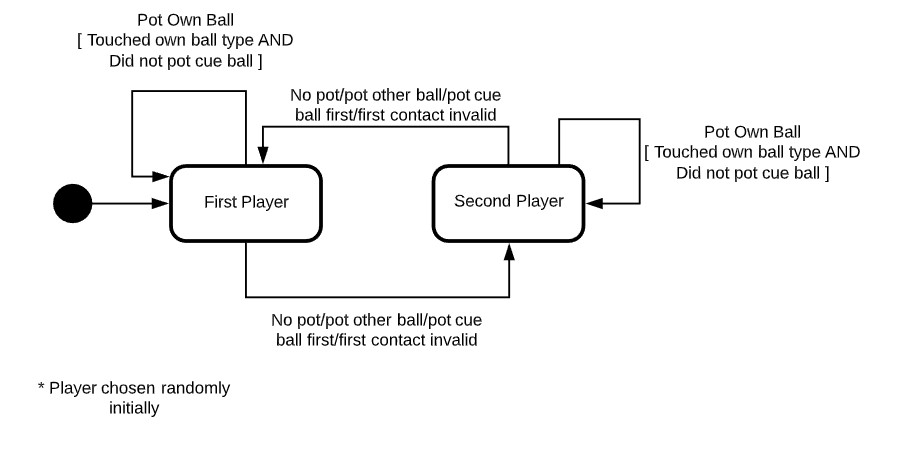 Pot Own Ball
[ Touched own ball type AND
Did not pot cue ball ]
No pot/pot other ball/pot cue
ball first/first contact invalid
Pot Own Ball
[ Touched own ball type AND
Did not pot cue ball ]
First Player
Second Player
No pot/pot other ball/pot cue
ball first/first contact invalid
* Player chosen randomly
initially